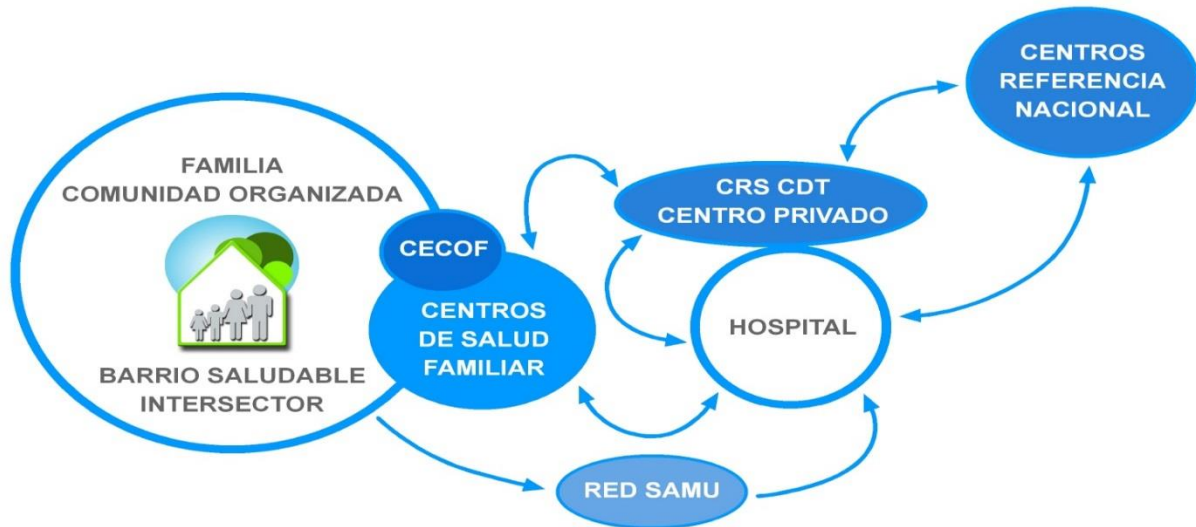 FAMILIA
COMUNIDAD ORGANIZADA
BARRIO SALUDABLE
INTERSECTOR
CECOF
CENTROS
DE SALUD
FAMILIAR
RED SAMU
CRS CDT
CENTRO PRIVADO
HOSPITAL
CENTROS
REFERENCIA
NACIONAL